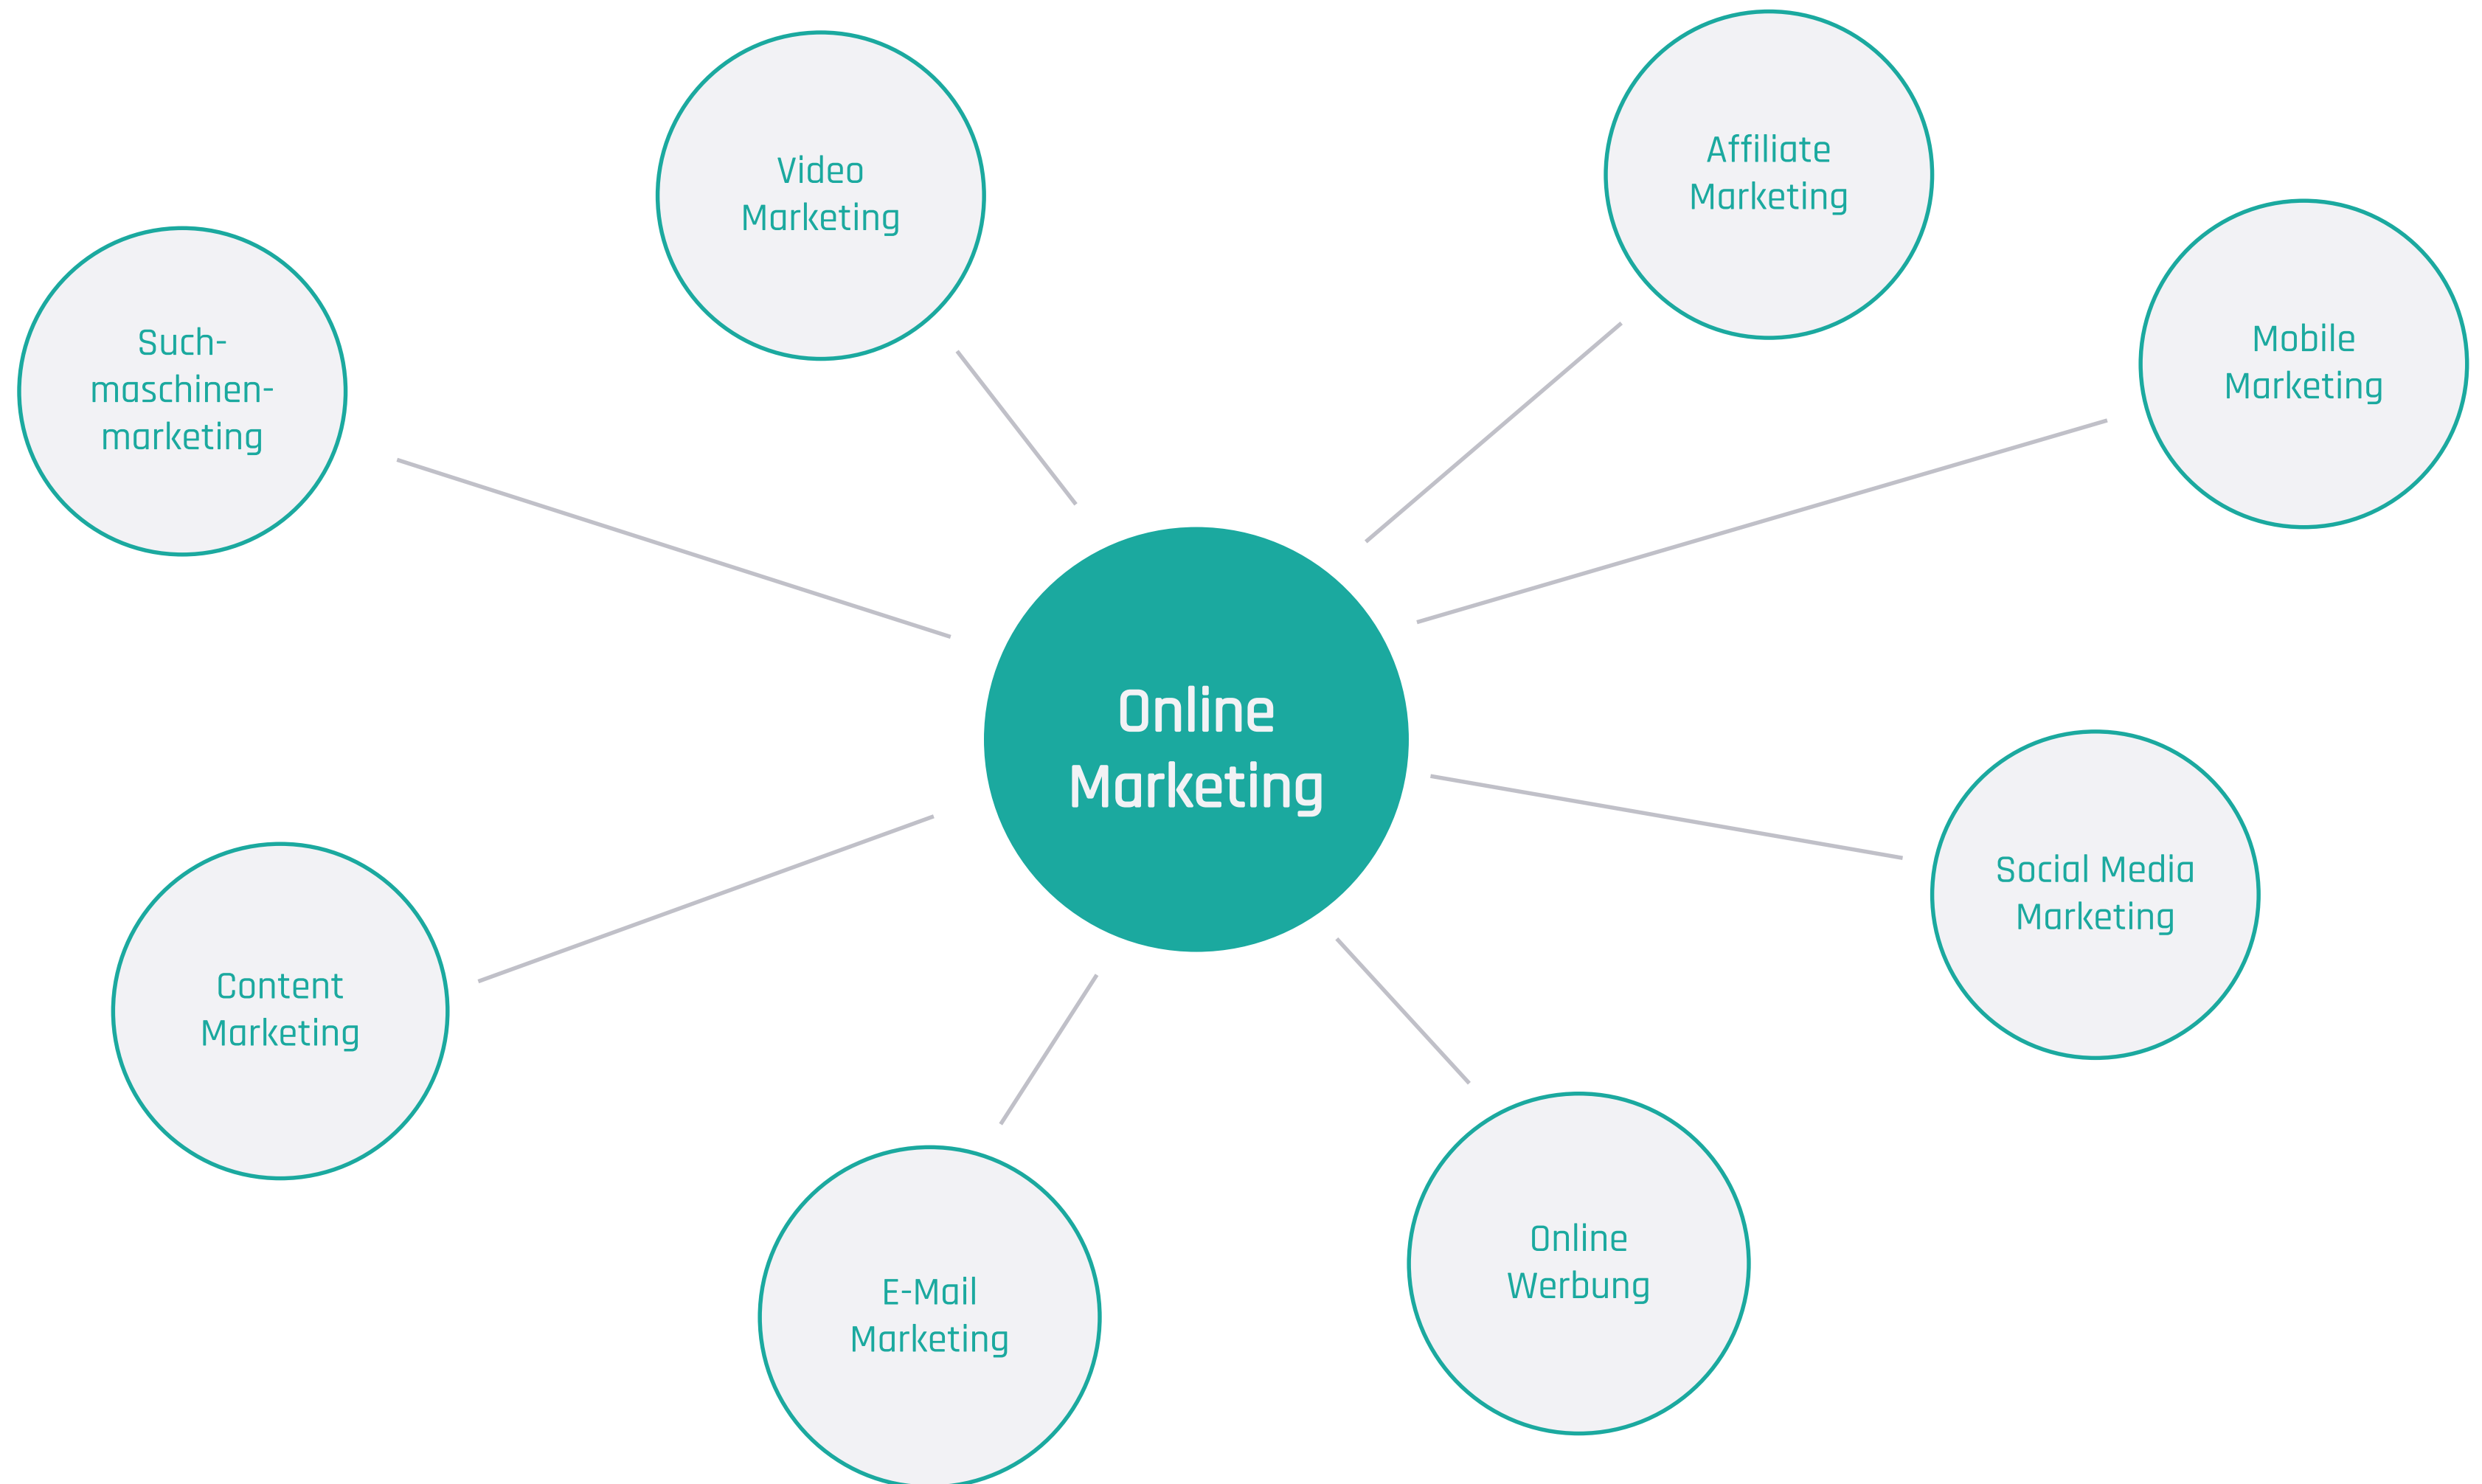 Video
Marketing
Affiliate
Marketing
Such-
maschinen-
marketing
Mobile
Marketing
Online
Marketing
Social Media
Marketing
Content
Marketing
E-Mail
Marketing
Online
Werbung